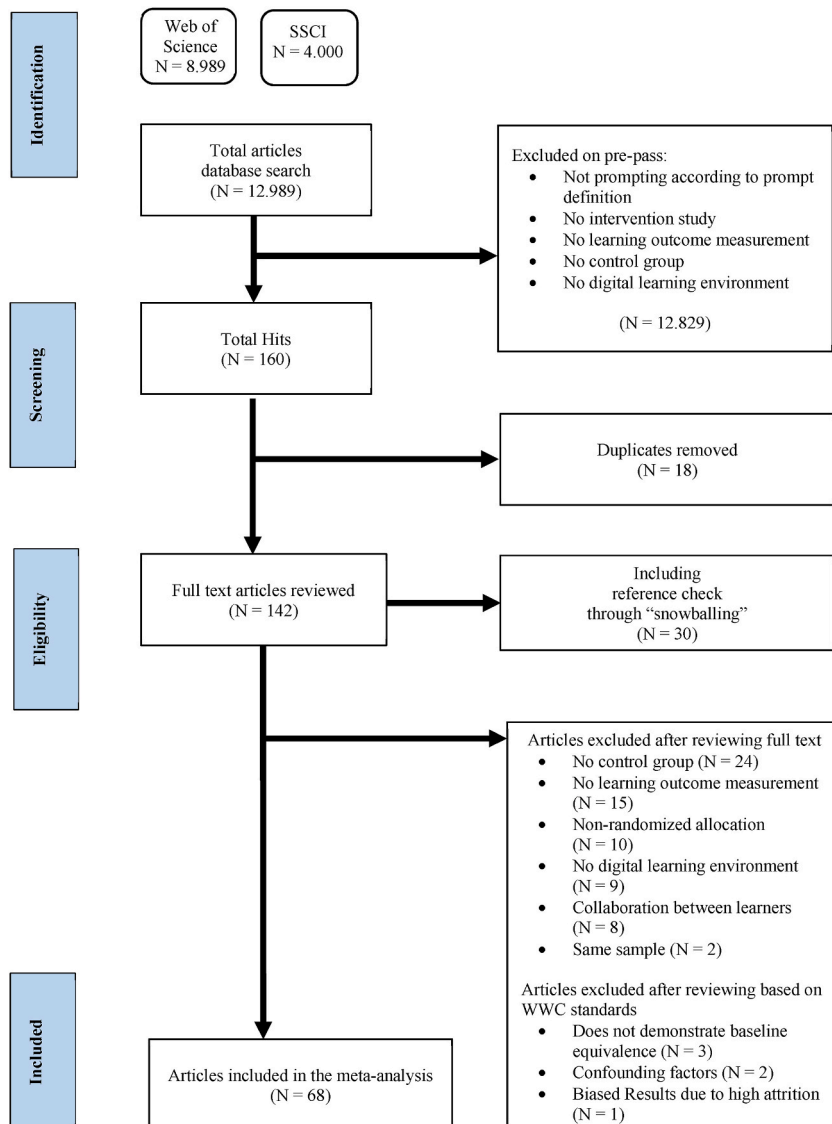 Identification
Web of
Science
N = 8.989
SSCI
N = 4.000
Total articles
database search
(N = 12.989)
Excluded on pre-pass:
• Not prompting according to prompt
definition
• No intervention study
• No learning outcome measurement
• No control group
• No digital learning environment
(N = 12.829)
Screening
Total Hits
(N = 160)
Duplicates removed
(N = 18)
Eligibility
Full text articles reviewed
(N = 142)
Including
reference check
through “snowballing”
(N = 30)
Articles excluded after reviewing full text
• No control group (N = 24)
• No learning outcome measurement
(N = 15)
• Non-randomized allocation
(N = 10)
• No digital learning environment
(N = 9)
• Collaboration between learners
(N = 8)
• Same sample (N = 2)
Articles excluded after reviewing based on
WWC standards
• Does not demonstrate baseline
equivalence (N = 3)
• Confounding factors (N = 2)
• Biased Results due to high attrition
(N = 1)
Included
Articles included in the meta-analysis
(N = 68)